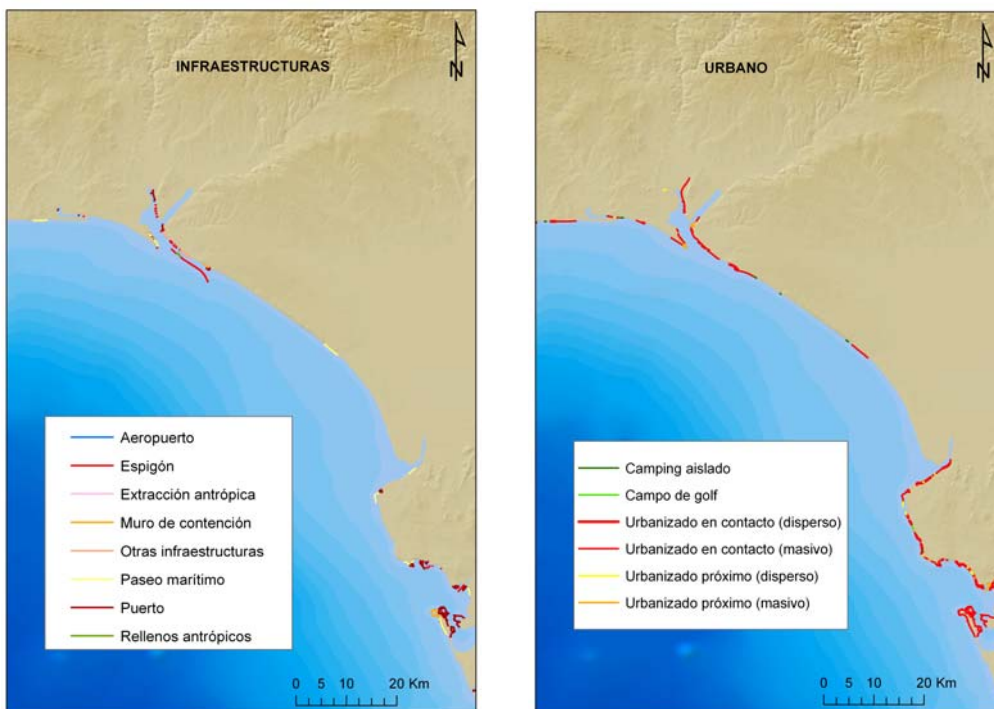 INFRAESTRUCTURAS
N
Aeropuerto
Espigón
Extracción antrópica
Muro de contención
Otras infraestructuras
Paseo marítimo
Puerto
Rellenos antrópicos
0 5 10 20 Km
URBANO
N
Camping aislado
Campo de golf
Urbanizado en contacto (disperso)
Urbanizado en contacto (masivo)
Urbanizado próximo (disperso)
Urbanizado próximo (masivo)
0 5 10 20 Km